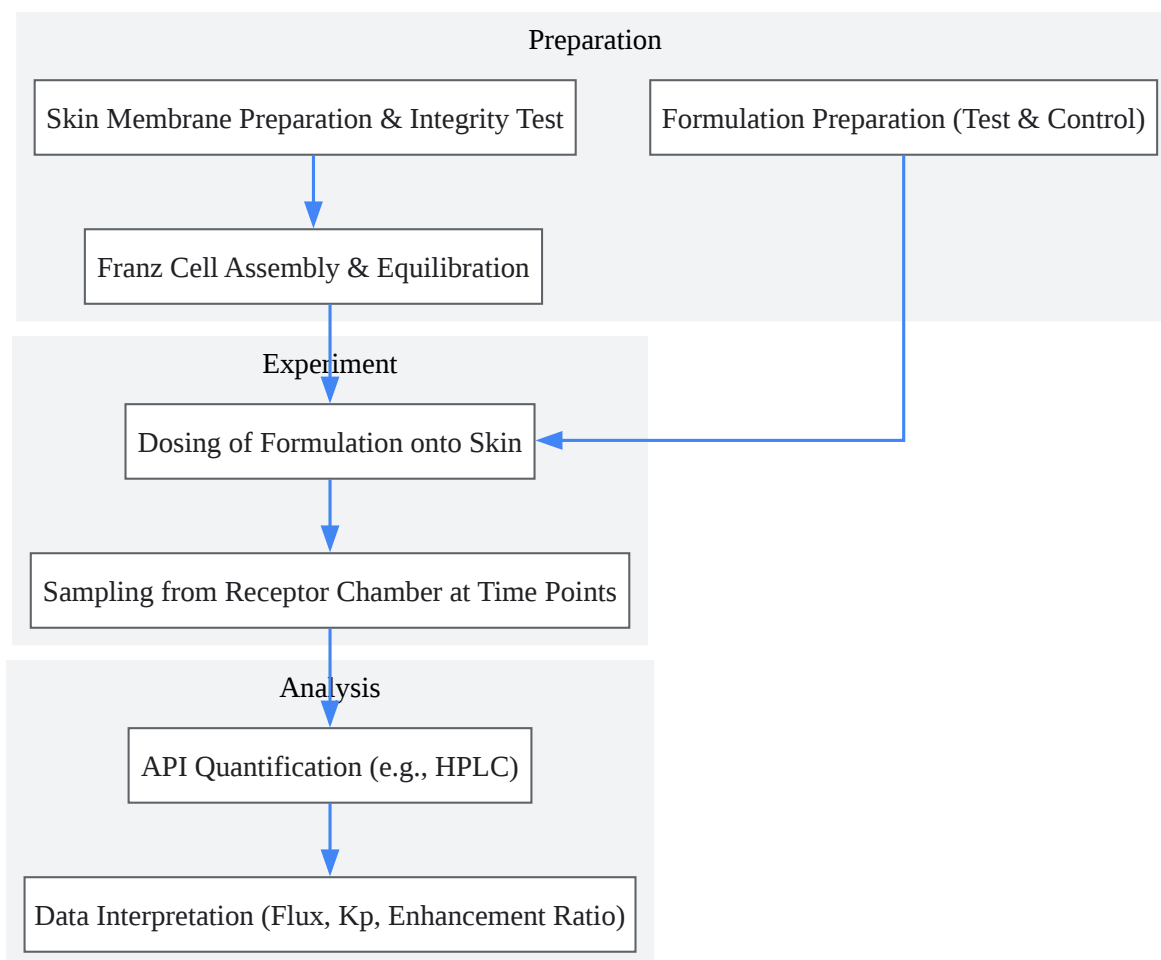 Preparation
Skin Membrane Preparation & Integrity Test
Formulation Preparation (Test & Control)
Franz Cell Assembly & Equilibration
Experiment
Dosing of Formulation onto Skin
Sampling from Receptor Chamber at Time Points
Analysis
API Quantification (e.g., HPLC)
Data Interpretation (Flux, Kp, Enhancement Ratio)